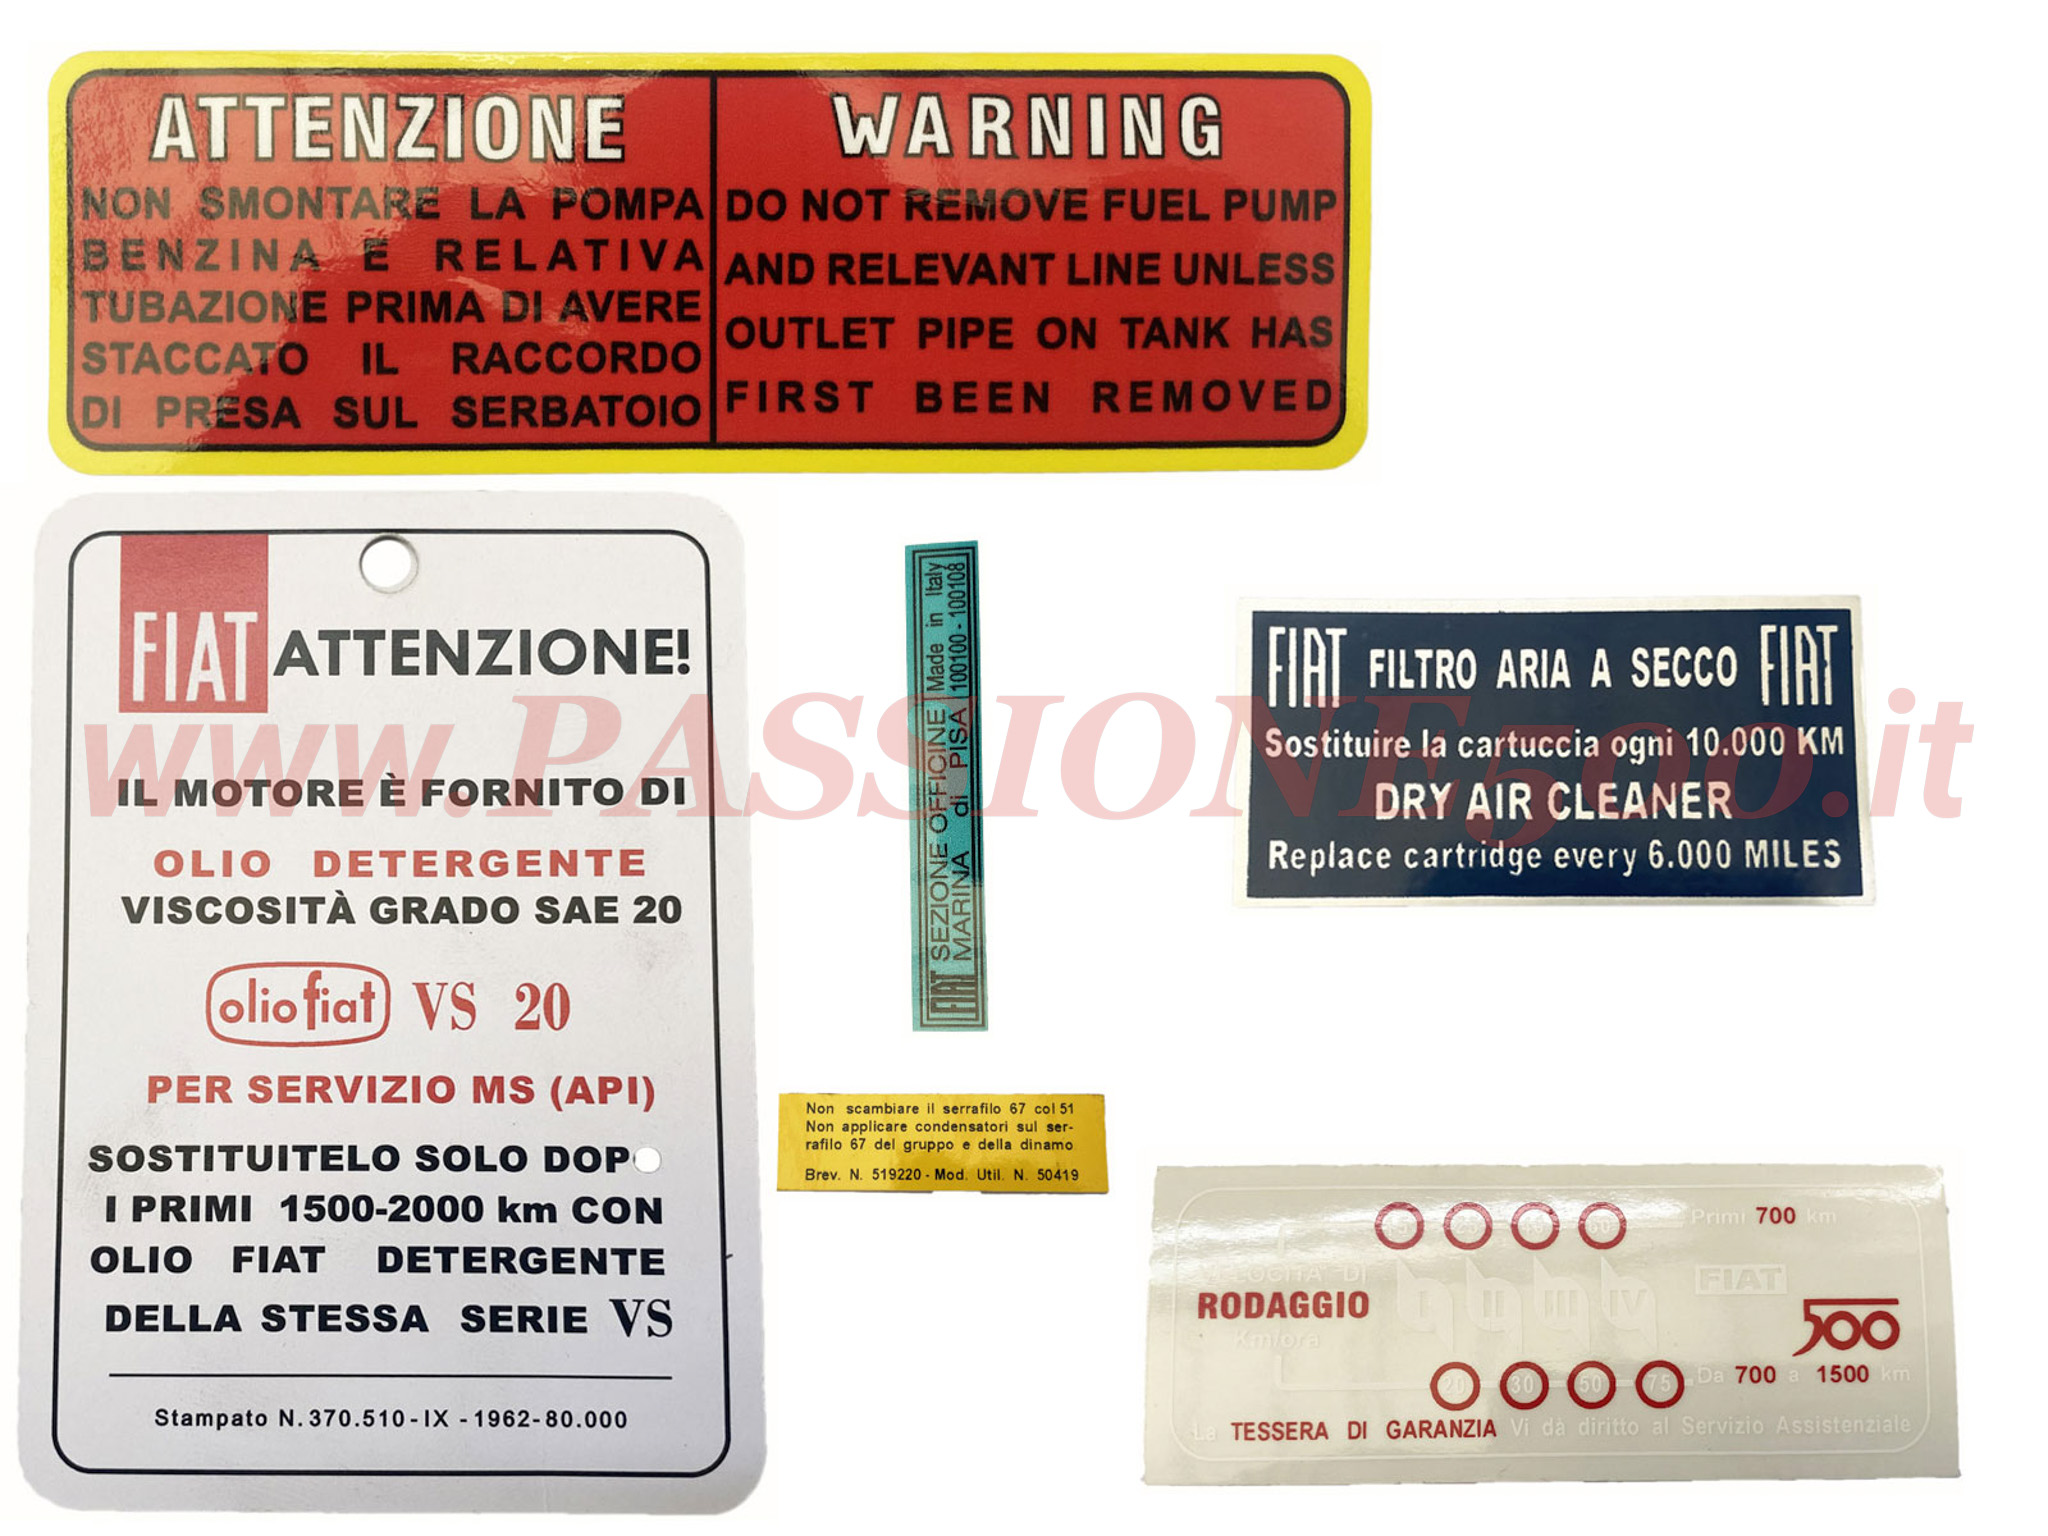 ATTENZIONE
NON SMONTARE LA POMPA
BENZINA E RELATIVA
TUBAZIONE PRIMA DI AVERE
STACCATO IL RACCORDO
DI PRESA SUL SERBATOIO
WARNING
DO NOT REMOVE FUEL PUMP
AND RELEVANT LINE UNLESS
OUTLET PIPE ON TANK HAS
FIRST BEEN REMOVED
FIAT ATTENZIONE!
IL MOTORE È FORNITO DI
OLIO DETERGENTE
VISCOSITÀ GRADO SAE 20
olio fiat VS 20
PER SERVIZIO MS (API)
SOSTITUITELO SOLO DOPO
I PRIMI 1500-2000 km CON
OLIO FIAT DETERGENTE
DELLA STESSA SERIE VS
Stampato N. 370.510 - IX - 1962 - 80.000
FIAT SEZIONE OFFICINE Made in Italy
MARINA di PISA 100100 - 100108
Non scambiare il serrafilo 67 col 51
Non applicare condensatori sul ser-
rafilo 67 del gruppo e della dinamo
Brev. N. 519220 - Mod. Util. N. 50419
FIAT FILTRO ARIA A SECCO FIAT
Sostituire la cartuccia ogni 10.000 KM
DRY AIR CLEANER
Replace cartridge every 6.000 MILES
Primi 700 km
VELOCITA' DI
RODAGGIO
Km/ora
I II III IV
FIAT
500
20 30 50 75 Da 700 a 1500 km
La TESSERA DI GARANZIA Vi dà diritto al Servizio Assistenziale
www.PASSIONE500.it